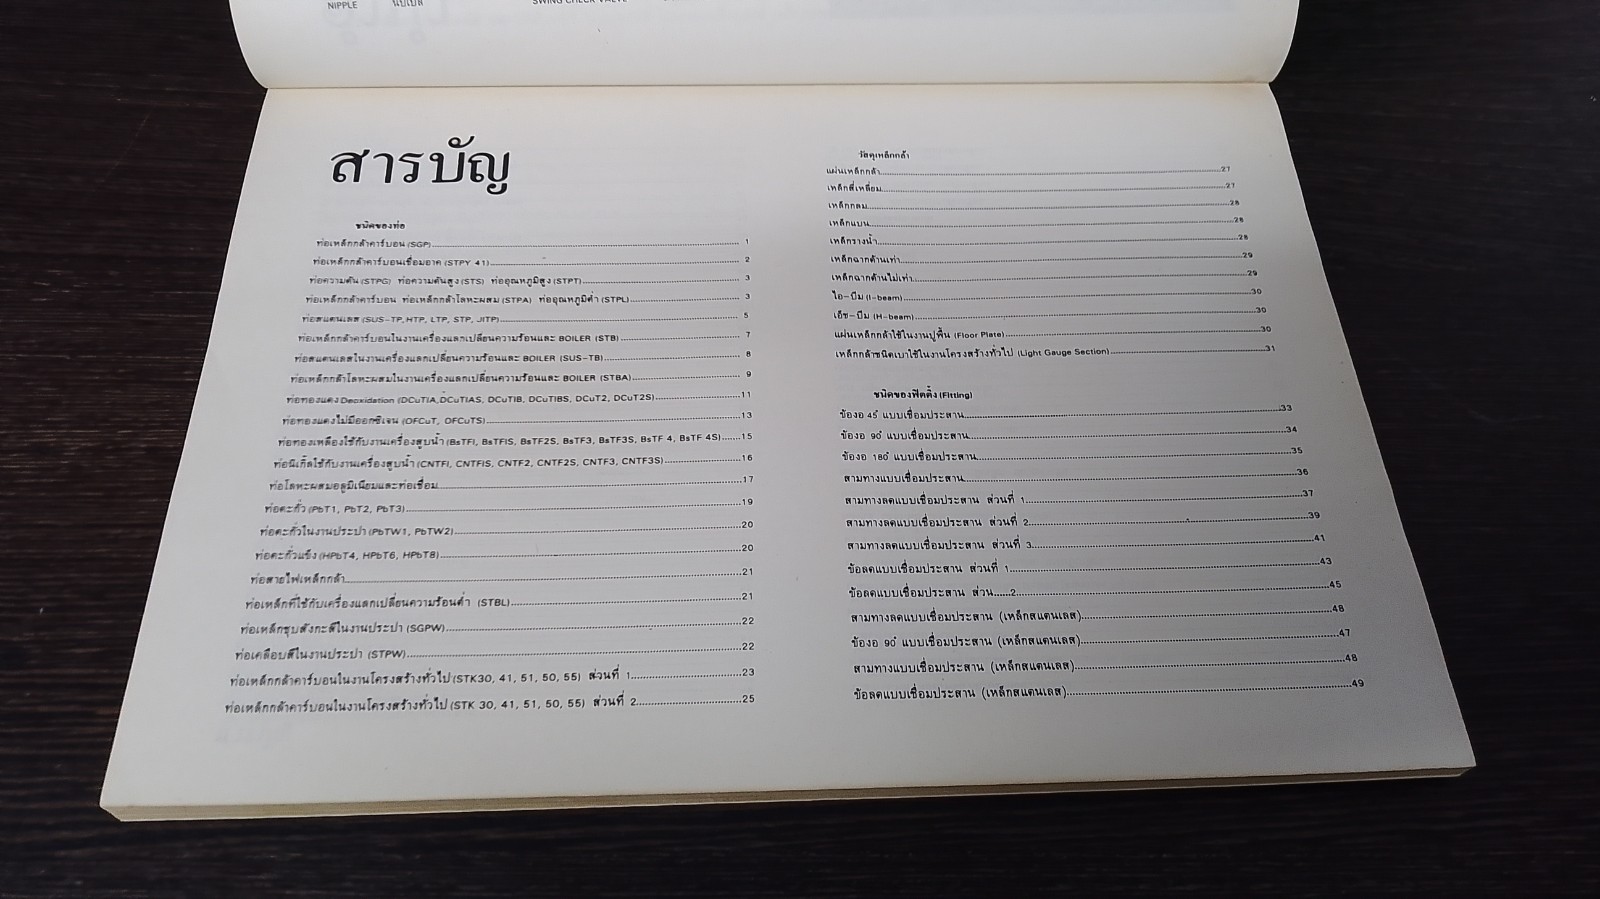 NIPPLE นิปเปิล SWING CHECK VALVE
สารบัญ
ชนิดของท่อ
ท่อเหล็กกล้าคาร์บอน (SGP) 1
ท่อเหล็กกล้าคาร์บอนเชื่อมอาค (STPY 41) 2
ท่อความดัน (STPG) ท่อความดันสูง (STS) ท่ออุณหภูมิสูง (STPT) 3
ท่อเหล็กกล้าคาร์บอน ท่อเหล็กกล้าโลหะผสม (STPA) ท่ออุณหภูมิต่ำ (STPL) 3
ท่อสแตนเลส (SUS-TP, HTP, LTP, STP, JITP) 5
ท่อเหล็กกล้าคาร์บอนในงานเครื่องแลกเปลี่ยนความร้อนและ BOILER (STB) 7
ท่อสแตนเลสในงานเครื่องแลกเปลี่ยนความร้อนและ BOILER (SUS-TB) 8
ท่อเหล็กกล้าโลหะผสมในงานเครื่องแลกเปลี่ยนความร้อนและ BOILER (STBA) 9
ท่อทองแดง Deoxidation (DCuTIA, DCuTIAS, DCuTIB, DCuTIBS, DCuT2, DCuT2S) 11
ท่อทองแดงไม่มีออกซิเจน (OFCuT, OFCuTS) 13
ท่อทองเหลืองใช้กับงานเครื่องสูบน้ำ (BsTFI, BsTFIS, BsTF2S, BsTF3, BsTF3S, BsTF 4, BsTF 4S) 15
ท่อนิเกิ้ลใช้กับงานเครื่องสูบน้ำ (CNTFI, CNTFIS, CNTF2, CNTF2S, CNTF3, CNTF3S) 16
ท่อโลหะผสมอลูมิเนียมและท่อเชื่อม 17
ท่อตะกั่ว (PbT1, PbT2, PbT3) 19
ท่อตะกั่วในงานประปา (PbTW1, PbTW2) 20
ท่อตะกั่วแข็ง (HPbT4, HPbT6, HPbT8) 20
ท่อสายไฟเหล็กกล้า 21
ท่อเหล็กที่ใช้กับเครื่องแลกเปลี่ยนความร้อนต่ำ (STBL) 21
ท่อเหล็กชุบสังกะสีในงานประปา (SGPW) 22
ท่อเคลือบสีในงานประปา (STPW) 22
ท่อเหล็กกล้าคาร์บอนในงานโครงสร้างทั่วไป (STK30, 41, 51, 50, 55) ส่วนที่ 1 23
ท่อเหล็กกล้าคาร์บอนในงานโครงสร้างทั่วไป (STK 30, 41, 51, 50, 55) ส่วนที่ 2 25
วัสดุเหล็กกล้า
แผ่นเหล็กกล้า 27
เหล็กสี่เหลี่ยม 27
เหล็กกลม 28
เหล็กแบน 28
เหล็กรางน้ำ 28
เหล็กฉากด้านเท่า 29
เหล็กฉากด้านไม่เท่า 29
ไอ-บีม (I-beam) 30
เอ็ช-บีม (H-beam) 30
แผ่นเหล็กกล้าใช้ในงานปูพื้น (Floor Plate) 30
เหล็กกล้าชนิดเบาใช้ในงานโครงสร้างทั่วไป (Light Gauge Section) 31
ชนิดของฟิตติ้ง (Fitting)
ข้องอ 45° แบบเชื่อมประสาน 33
ข้องอ 90° แบบเชื่อมประสาน 34
ข้องอ 180° แบบเชื่อมประสาน 35
สามทางแบบเชื่อมประสาน 36
สามทางลดแบบเชื่อมประสาน ส่วนที่ 1 37
สามทางลดแบบเชื่อมประสาน ส่วนที่ 2 39
สามทางลดแบบเชื่อมประสาน ส่วนที่ 3 41
ข้อลดแบบเชื่อมประสาน ส่วนที่ 1 43
ข้อลดแบบเชื่อมประสาน ส่วน.....2 45
สามทางลดแบบเชื่อมประสาน (เหล็กสแตนเลส) 48
ข้องอ 90° แบบเชื่อมประสาน (เหล็กสแตนเลส) 47
สามทางแบบเชื่อมประสาน (เหล็กสแตนเลส) 48
ข้อลดแบบเชื่อมประสาน (เหล็กสแตนเลส) 49